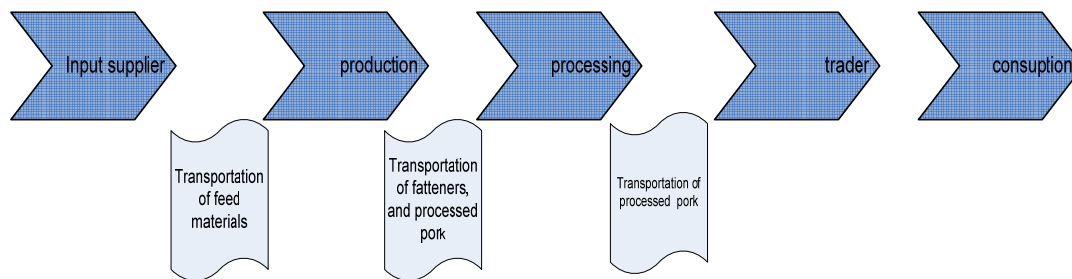 Input supplier
production
processing
trader
consuption
Transportation
of feed
materials
Transportation
of fatteners,
and processed
pork
Transportation of
processed pork